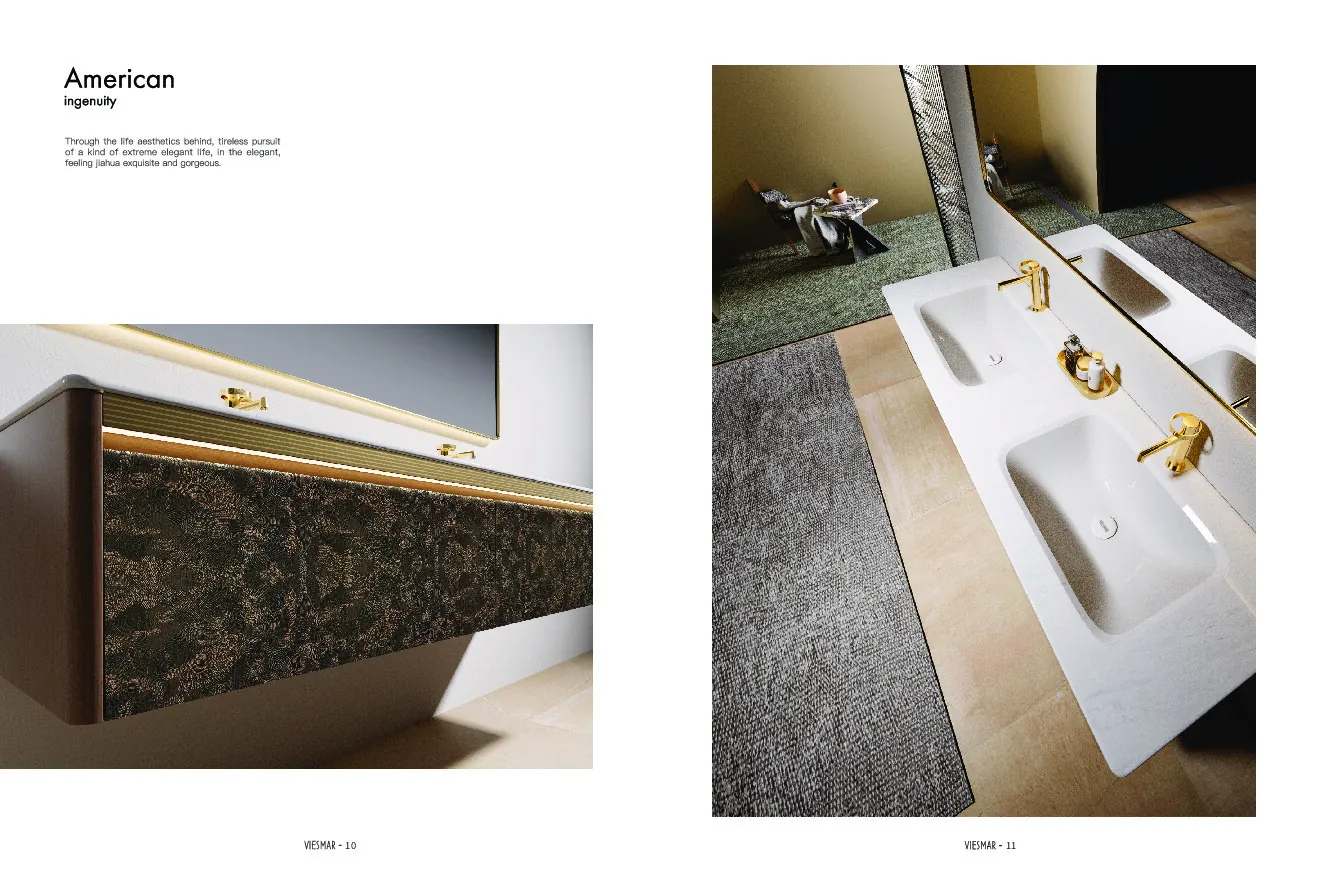 American
ingenuity
Through the life aesthetics behind, tireless pursuit
of a kind of extreme elegant life, in the elegant,
feeling jiahua exquisite and gorgeous.
VIESMAR - 10
VIESMAR - 11